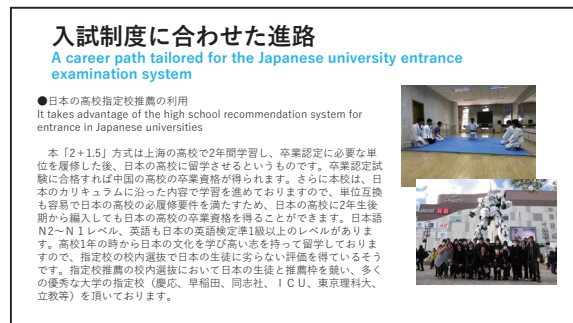 入試制度に合わせた進路
A career path tailored for the Japanese university entrance
examination system
●日本の高校指定校推薦の利用
It takes advantage of the high school recommendation system for
entrance in Japanese universities
本「2+1.5」方式は上海の高校で2年間学習し、卒業認定に必要な単
位を履修した後、日本の高校に留学させるというものです。卒業認定試
験に合格すれば中国の高校の卒業資格が得られます。さらに本校は、日
本のカリキュラムに沿った内容で学習を進めておりますので、単位互換
も容易で日本の高校の必履修要件を満たすため、日本の高校に2年生後
期から編入しても日本の高校の卒業資格を得ることができます。日本語
N2～N１レベル、英語も日本の英語検定準1級以上のレベルがありま
す。高校1年の時から日本の文化を学び高い志を持って留学しておりま
すので、指定校の校内選抜で日本の生徒に劣らない評価を得ているそう
です。指定校推薦の校内選抜において日本の生徒と推薦枠を競い、多く
の優秀な大学の指定校（慶応、早稲田、同志社、ＩＣＵ、東京理科大、
立教等）を頂いております。